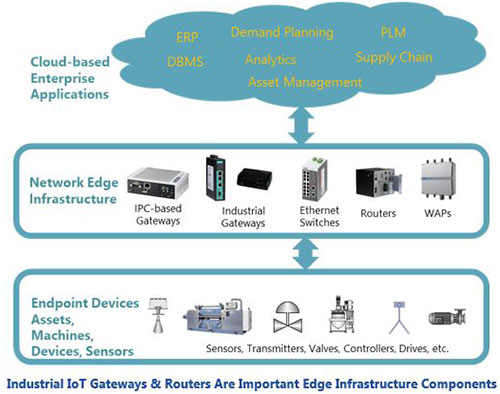 Cloud-based
Enterprise
Applications
ERP
Demand Planning
PLM
DBMS
Analytics
Supply Chain
Asset Management
Network Edge
Infrastructure
IPC-based
Gateways
Industrial
Gateways
Ethernet
Switches
Routers
WAPs
Endpoint Devices
Assets,
Machines,
Devices, Sensors
Sensors, Transmitters, Valves, Controllers, Drives, etc.
Industrial IoT Gateways & Routers Are Important Edge Infrastructure Components